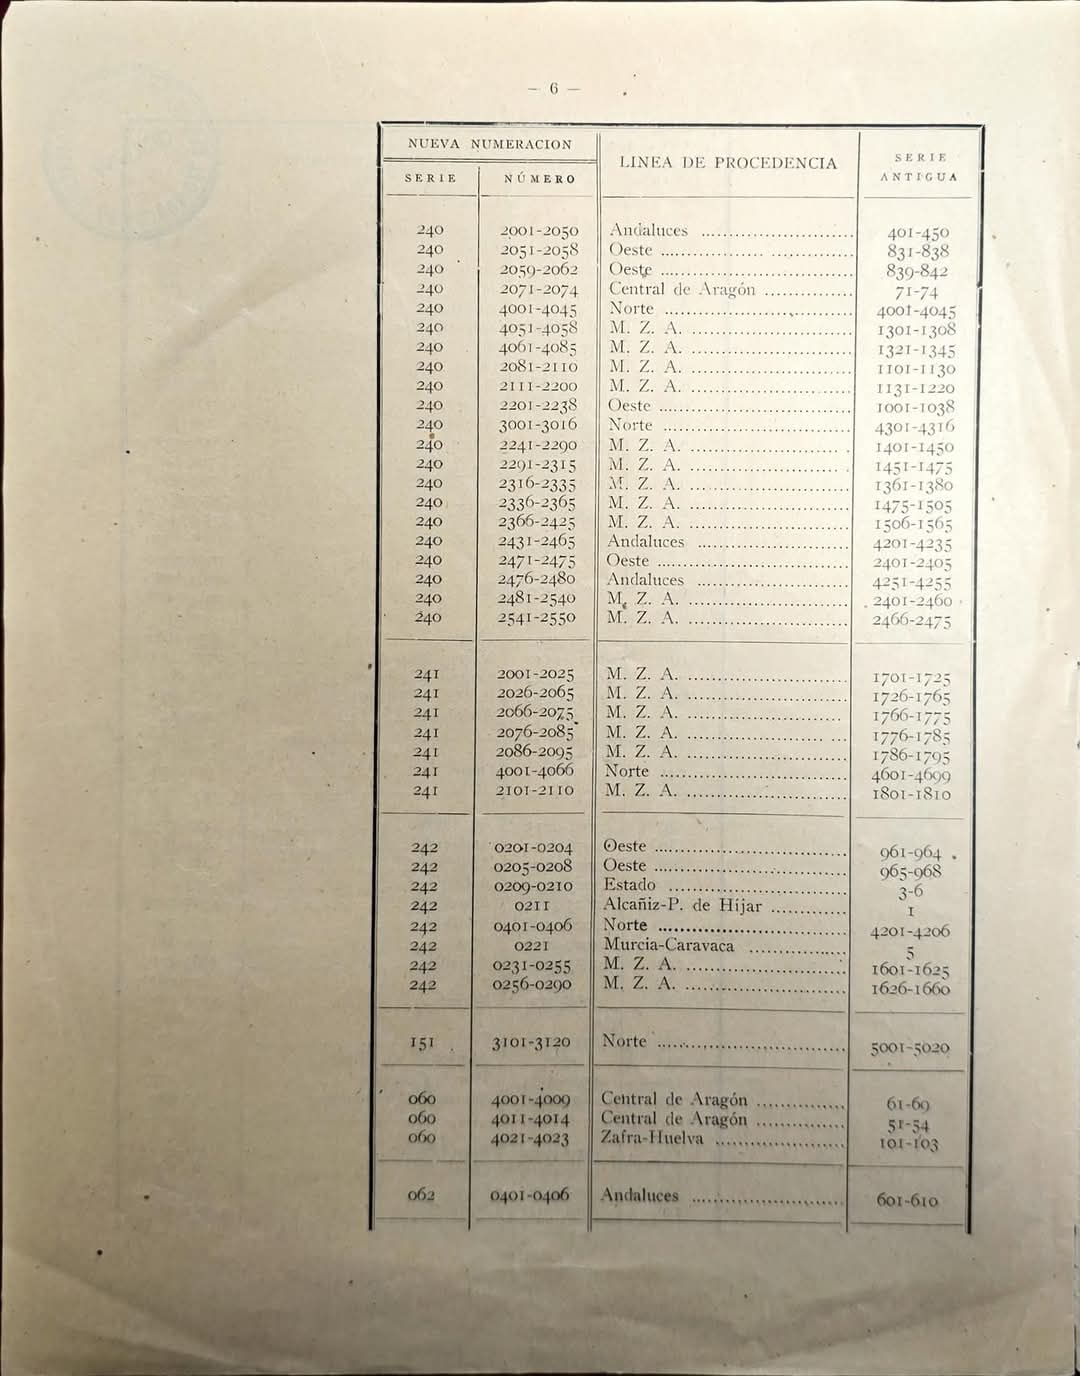 — 6 —
NUEVA NUMERACION LINEA DE PROCEDENCIA SERIE ANTIGUA
SERIE NÚMERO
240 2001-2050 Andaluces 401-450
240 2051-2058 Oeste 831-838
240 2059-2062 Oeste 839-842
240 2071-2074 Central de Aragón 71-74
240 4001-4045 Norte 4001-4045
240 4051-4058 M. Z. A. 1301-1308
240 4061-4085 M. Z. A. 1321-1345
240 2081-2110 M. Z. A. 1101-1130
240 2111-2200 M. Z. A. 1131-1220
240 2201-2238 Oeste 1001-1038
240 3001-3016 Norte 4301-4316
240 2241-2290 M. Z. A. 1401-1450
240 2291-2315 M. Z. A. 1451-1475
240 2316-2335 M. Z. A. 1361-1380
240 2336-2365 M. Z. A. 1475-1505
240 2366-2425 M. Z. A. 1506-1565
240 2431-2465 Andaluces 4201-4235
240 2471-2475 Oeste 2401-2405
240 2476-2480 Andaluces 4251-4255
240 2481-2540 M. Z. A. 2401-2460
240 2541-2550 M. Z. A. 2466-2475
241 2001-2025 M. Z. A. 1701-1725
241 2026-2065 M. Z. A. 1726-1765
241 2066-2075 M. Z. A. 1766-1775
241 2076-2085 M. Z. A. 1776-1785
241 2086-2095 M. Z. A. 1786-1795
241 4001-4066 Norte 4601-4699
241 2101-2110 M. Z. A. 1801-1810
242 0201-0204 Oeste 961-964
242 0205-0208 Oeste 965-968
242 0209-0210 Estado 3-6
242 0211 Alcañiz-P. de Híjar 1
242 0401-0406 Norte 4201-4206
242 0221 Murcia-Caravaca 5
242 0231-0255 M. Z. A. 1601-1625
242 0256-0290 M. Z. A. 1626-1660
151 3101-3120 Norte 5001-5020
060 4001-4009 Central de Aragón 61-69
060 4011-4014 Central de Aragón 51-54
060 4021-4023 Zafra-Huelva 101-103
062 0401-0406 Andaluces 601-610